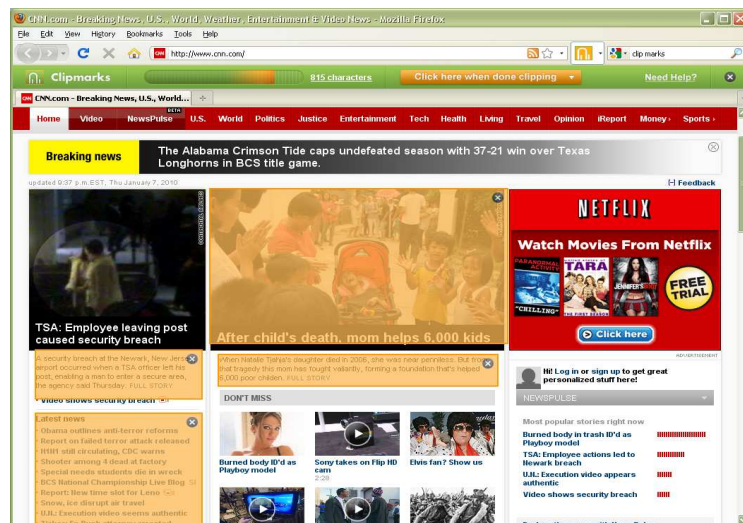 CNN.com - Breaking News, U.S., World, Weather, Entertainment & Video News - Mozilla Firefox
File Edit View History Bookmarks Tools Help
http://www.cnn.com/
clip marks
Clipmarks
815 characters
Click here when done clipping
Need Help?
CNN.com - Breaking News, U.S., World...
Home Video NewsPulse BETA U.S. World Politics Justice Entertainment Tech Health Living Travel Opinion iReport Money Sports
Breaking news
The Alabama Crimson Tide caps undefeated season with 37-21 win over Texas
Longhorns in BCS title game.
updated 9:37 p.m. EST, Thu January 7, 2010
Feedback
TSA: Employee leaving post
caused security breach
A security breach at the Newark, New Jersey
airport occurred when a TSA officer left his
post, enabling a man to enter a secure area,
the agency said Thursday. FULL STORY
Video shows security breach
Latest news
Obama outlines anti-terror reforms
Report on failed terror attack released
H1N1 still circulating, CDC warns
Shooter among 4 dead at factory
Special needs students die in wreck
BCS National Championship Live Blog
Report: New time slot for Leno
Snow, ice disrupt air travel
UJL: Execution video seems authentic
After child's death, mom helps 6,000 kids
When Natalie Tjahja's daughter died in 2006, she was near penniless. But from
that tragedy this mom has fought valiantly, forming a foundation that's helped
6,000 poor children. FULL STORY
DON'T MISS
Burned body ID'd as
Playboy model
Sony takes on Flip HD
cam
2:28
Elvis fan? Show us
NETFLIX
Watch Movies From Netflix
PARANORMAL
ACTIVITY
"CHILLING"
TARA
THE FIRST SEASON
JENNIFER'S BODY
FREE
TRIAL
Click here
ADVERTISEMENT
Hi! Log in or sign up to get great
personalized stuff here!
NEWSPULSE
Most popular stories right now
Burned body in trash ID'd as
Playboy model
TSA: Employee actions led to
Newark breach
UJL: Execution video appears
authentic
Video shows security breach